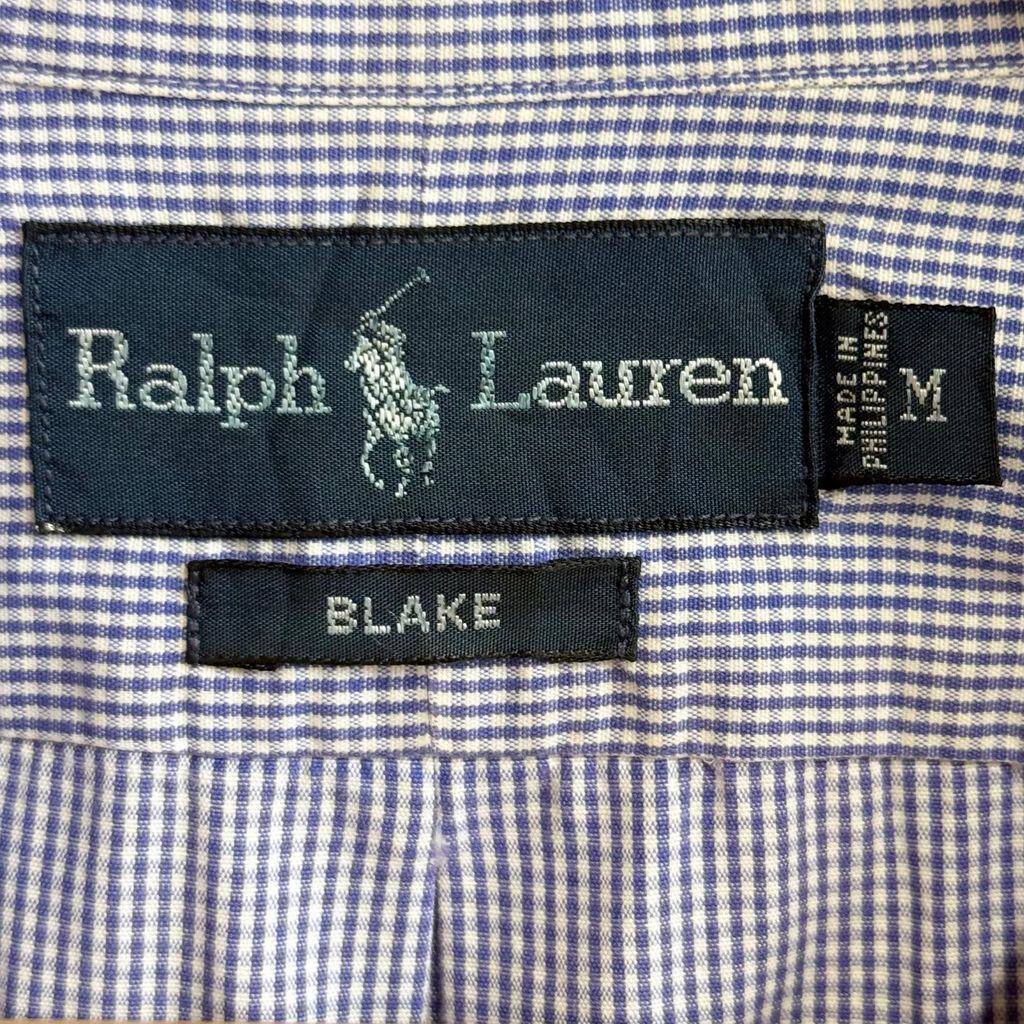 Ralph Lauren
MADE IN
PHILIPPINES
M
BLAKE